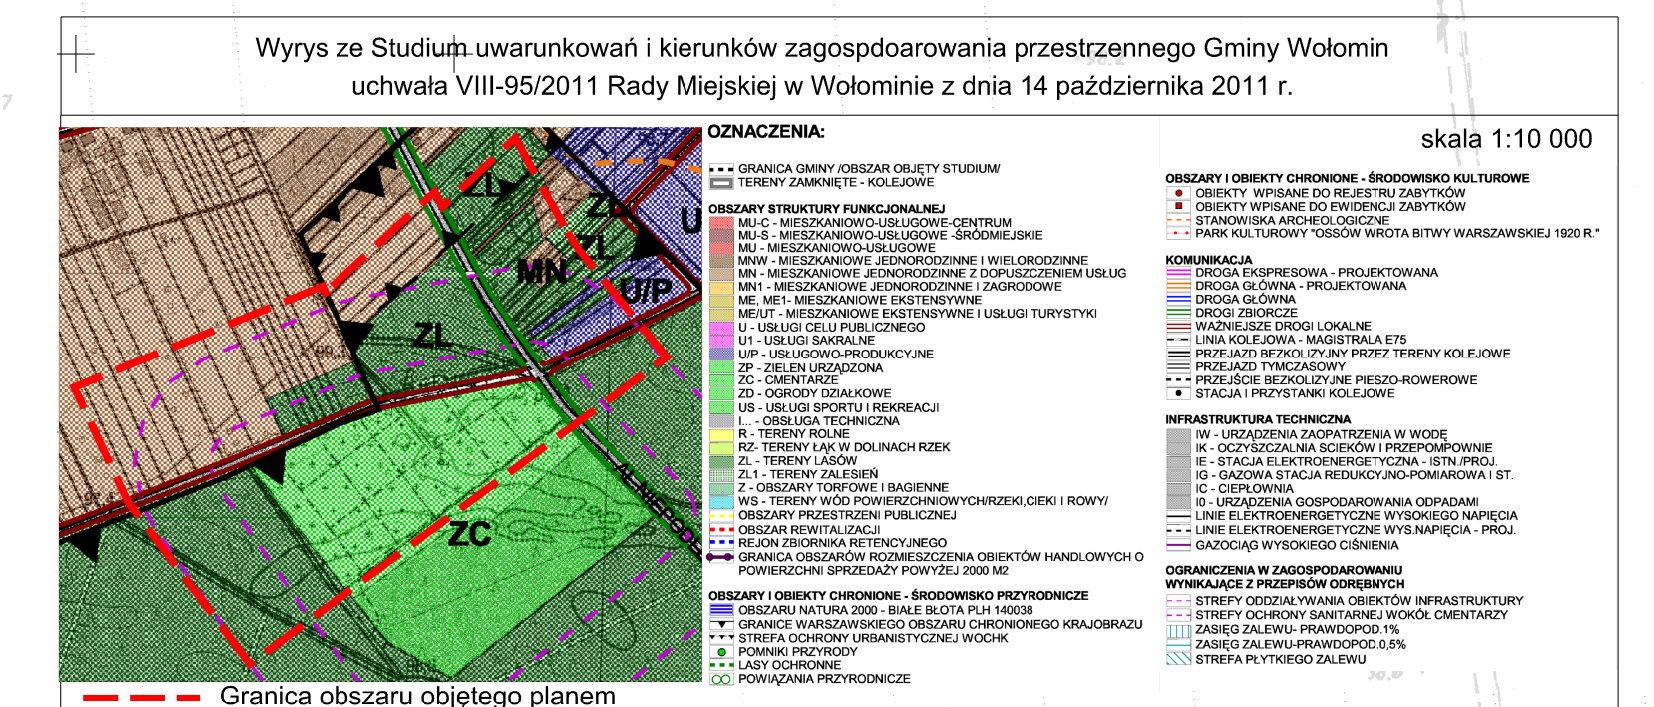 Wyrys ze Studium uwarunkowań i kierunków zagospdoarowania przestrzennego Gminy Wołomin
uchwała VIII-95/2011 Rady Miejskiej w Wołominie z dnia 14 października 2011 r.
ZL
ZL
U
ZL
MN
U/P
ZL
ZC
Granica obszaru objętego planem
OZNACZENIA:
GRANICA GMINY /OBSZAR OBJĘTY STUDIUM/
TERENY ZAMKNIĘTE - KOLEJOWE
OBSZARY STRUKTURY FUNKCJONALNEJ
MU-C - MIESZKANIOWO-USŁUGOWE-CENTRUM
MU-S - MIESZKANIOWO-USŁUGOWE -ŚRÓDMIEJSKIE
MU - MIESZKANIOWO-USŁUGOWE
MNW - MIESZKANIOWE JEDNORODZINNE I WIELORODZINNE
MN - MIESZKANIOWE JEDNORODZINNE Z DOPUSZCZENIEM USŁUG
MN1 - MIESZKANIOWE JEDNORODZINNE I ZAGRODOWE
ME, ME1- MIESZKANIOWE EKSTENSYWNE
ME/UT - MIESZKANIOWE EKSTENSYWNE I USŁUGI TURYSTYKI
U - USŁUGI CELU PUBLICZNEGO
U1 - USŁUGI SAKRALNE
U/P - USŁUGOWO-PRODUKCYJNE
ZP - ZIELEN URZĄDZONA
ZC - CMENTARZE
ZD - OGRODY DZIAŁKOWE
US - USŁUGI SPORTU I REKREACJI
I... - OBSŁUGA TECHNICZNA
R - TERENY ROLNE
RZ- TERENY ŁĄK W DOLINACH RZEK
ZL - TERENY LASÓW
ZL1 - TERENY ZALESIEŃ
Z - OBSZARY TORFOWE I BAGIENNE
WS - TERENY WÓD POWIERZCHNIOWYCH/RZEKI,CIEKI I ROWY/
OBSZARY PRZESTRZENI PUBLICZNEJ
OBSZAR REWITALIZACJI
REJON ZBIORNIKA RETENCYJNEGO
GRANICA OBSZARÓW ROZMIESZCZENIA OBIEKTÓW HANDLOWYCH O
POWIERZCHNI SPRZEDAŻY POWYŻEJ 2000 M2
OBSZARY I OBIEKTY CHRONIONE - ŚRODOWISKO PRZYRODNICZE
OBSZARU NATURA 2000 - BIAŁE BŁOTA PLH 140038
GRANICE WARSZAWSKIEGO OBSZARU CHRONIONEGO KRAJOBRAZU
STREFA OCHRONY URBANISTYCZNEJ WOCHK
POMNIKI PRZYRODY
LASY OCHRONNE
POWIĄZANIA PRZYRODNICZE
skala 1:10 000
OBSZARY I OBIEKTY CHRONIONE - ŚRODOWISKO KULTUROWE
OBIEKTY WPISANE DO REJESTRU ZABYTKÓW
OBIEKTY WPISANE DO EWIDENCJI ZABYTKÓW
STANOWISKA ARCHEOLOGICZNE
PARK KULTUROWY "OSSÓW WROTA BITWY WARSZAWSKIEJ 1920 R."
KOMUNIKACJA
DROGA EKSPRESOWA - PROJEKTOWANA
DROGA GŁÓWNA - PROJEKTOWANA
DROGA GŁÓWNA
DROGI ZBIORCZE
WAŻNIEJSZE DROGI LOKALNE
LINIA KOLEJOWA - MAGISTRALA E75
PRZEJAZD BEZKOLIZYJNY PRZEZ TERENY KOLEJOWE
PRZEJAZD TYMCZASOWY
PRZEJŚCIE BEZKOLIZYJNE PIESZO-ROWEROWE
STACJA I PRZYSTANKI KOLEJOWE
INFRASTRUKTURA TECHNICZNA
IW - URZĄDZENIA ZAOPATRZENIA W WODĘ
IK - OCZYSZCZALNIA SCIEKÓW I PRZEPOMPOWNIE
IE - STACJA ELEKTROENERGETYCZNA - ISTN./PROJ.
IG - GAZOWA STACJA REDUKCYJNO-POMIAROWA I ST.
IC - CIEPŁOWNIA
I0 - URZĄDZENIA GOSPODAROWANIA ODPADAMI
LINIE ELEKTROENERGETYCZNE WYSOKIEGO NAPIĘCIA
LINIE ELEKTROENERGETYCZNE WYS.NAPIĘCIA - PROJ.
GAZOCIĄG WYSOKIEGO CIŚNIENIA
OGRANICZENIA W ZAGOSPODAROWANIU
WYNIKAJĄCE Z PRZEPISÓW ODRĘBNYCH
STREFY ODDZIAŁYWANIA OBIEKTÓW INFRASTRUKTURY
STREFY OCHRONY SANITARNEJ WOKÓŁ CMENTARZY
ZASIĘG ZALEWU- PRAWDOPOD.1%
ZASIĘG ZALEWU-PRAWDOPOD.0,5%
STREFA PŁYTKIEGO ZALEWU